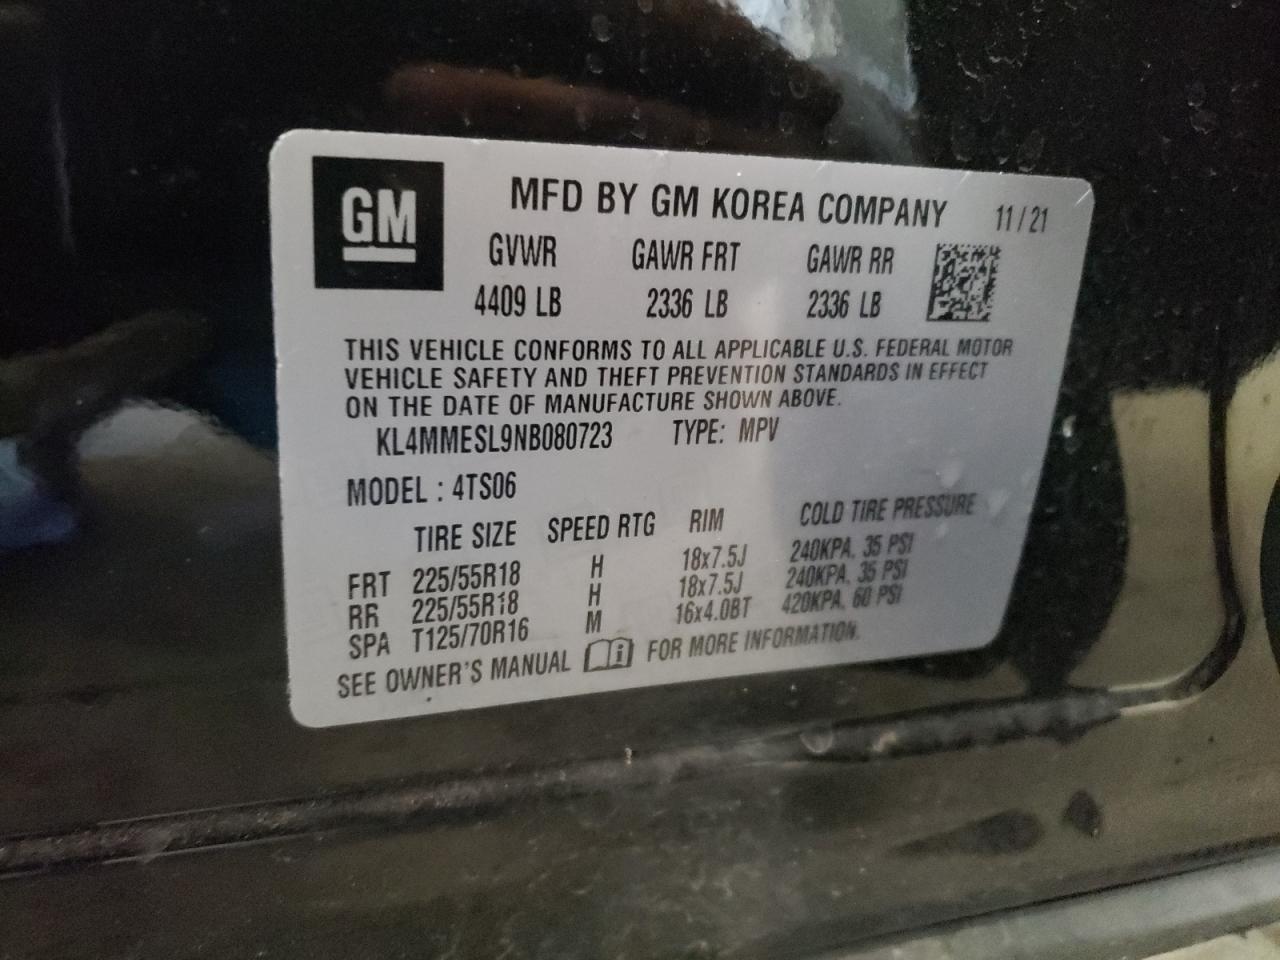 GM
MFD BY GM KOREA COMPANY 11/21
GVWR GAWR FRT GAWR RR
4409 LB 2336 LB 2336 LB
THIS VEHICLE CONFORMS TO ALL APPLICABLE U.S. FEDERAL MOTOR
VEHICLE SAFETY AND THEFT PREVENTION STANDARDS IN EFFECT
ON THE DATE OF MANUFACTURE SHOWN ABOVE.
KL4MMESL9NB080723 TYPE: MPV
MODEL : 4TS06
TIRE SIZE SPEED RTG RIM COLD TIRE PRESSURE
FRT 225/55R18 H 18x7.5J 240KPA, 35 PSI
RR 225/55R18 H 18x7.5J 240KPA, 35 PSI
SPA T125/70R16 M 16x4.0BT 420KPA, 60 PSI
SEE OWNER'S MANUAL i FOR MORE INFORMATION.